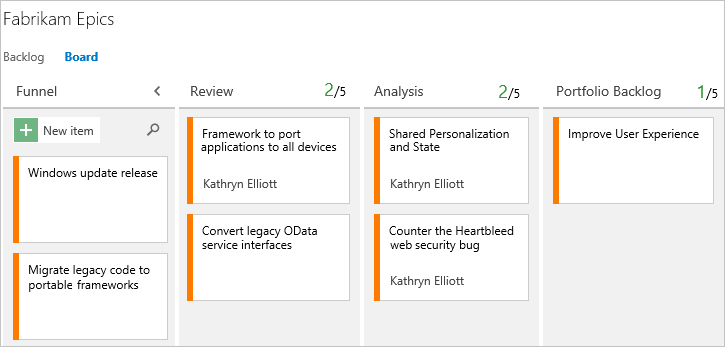 Fabrikam Epics
Backlog Board
Funnel
New item
Windows update release
Migrate legacy code to
portable frameworks
Review 2/5
Framework to port
applications to all devices
Kathryn Elliott
Convert legacy OData
service interfaces
Analysis 2/5
Shared Personalization
and State
Kathryn Elliott
Counter the Heartbleed
web security bug
Kathryn Elliott
Portfolio Backlog 1/5
Improve User Experience